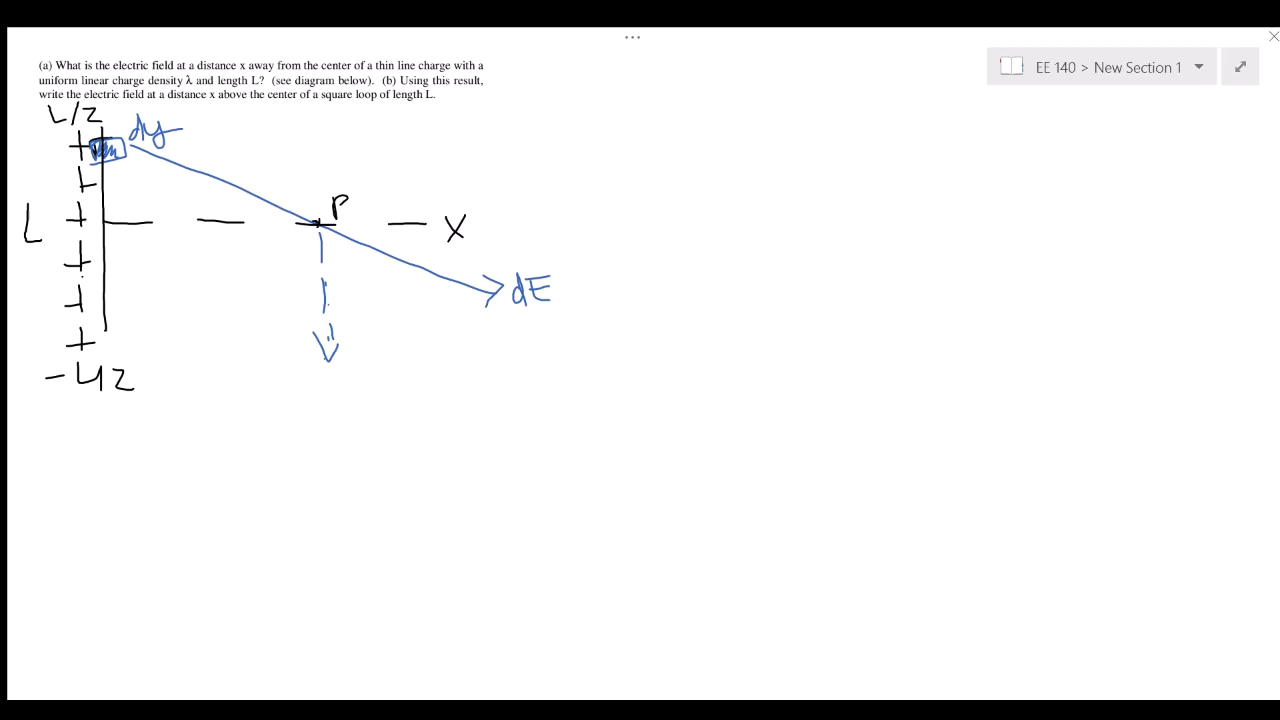 EE 140 > New Section 1
(a) What is the electric field at a distance x away from the center of a thin line charge with a
uniform linear charge density λ and length L? (see diagram below). (b) Using this result,
write the electric field at a distance x above the center of a square loop of length L.
L/2
dy
P
L
X
dE
-L/2